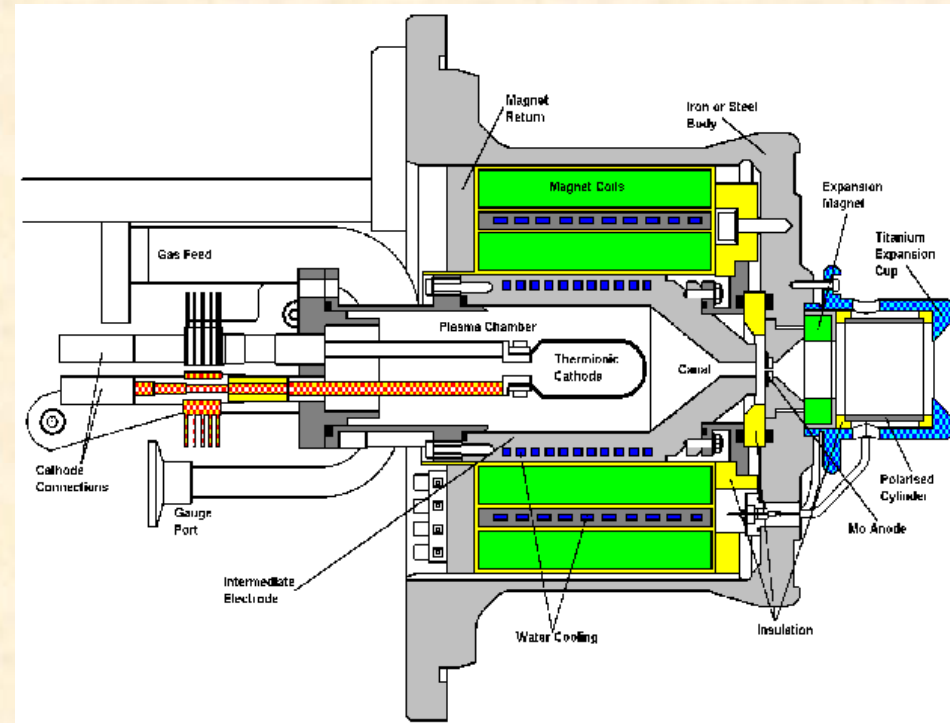 Magnet
Return
Iron or Steel
Body
Magnet Coils
Expansion
Magnet
Titanium
Expansion
Cup
Gas Feed
Plasma Chamber
Thermionic
Cathode
Canal
Cathode
Connections
Gauge
Port
Polarised
Cylinder
Mo Anode
Intermediate
Electrode
Water Cooling
Insulation